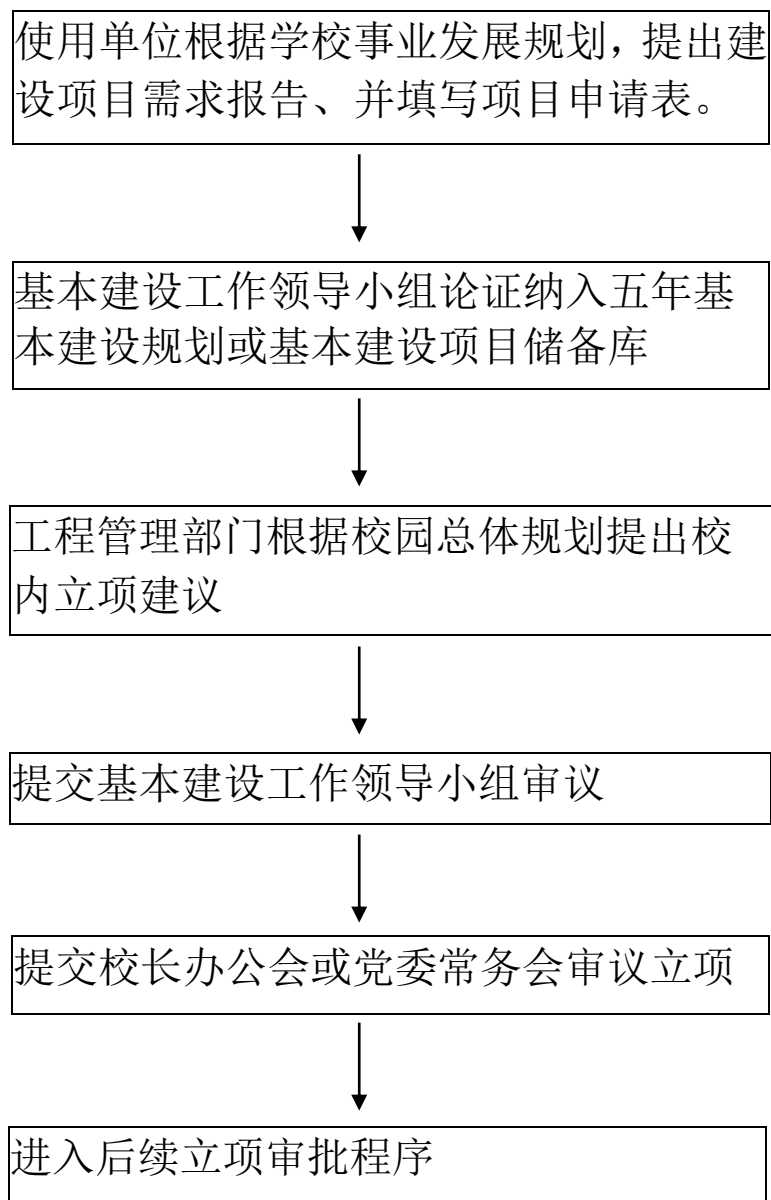 使用单位根据学校事业发展规划，提出建
设项目需求报告、并填写项目申请表。
基本建设工作领导小组论证纳入五年基
本建设规划或基本建设项目储备库
工程管理部门根据校园总体规划提出校
内立项建议
提交基本建设工作领导小组审议
提交校长办公会或党委常务会审议立项
进入后续立项审批程序